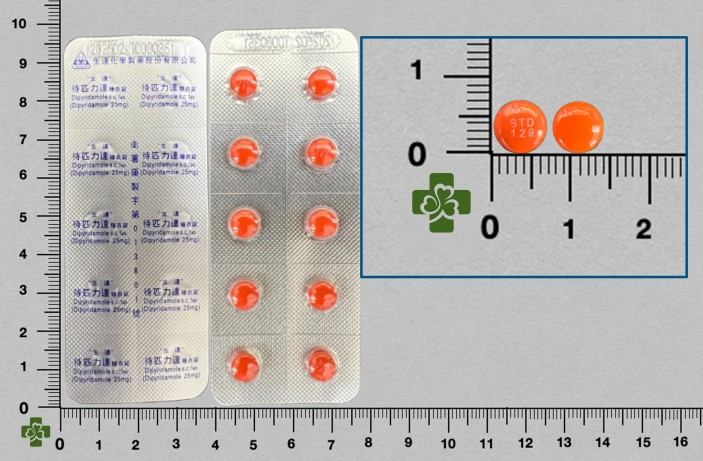 生達化學製藥股份有限公司
"生達" "生達"
待匹力達糖衣錠 待匹力達糖衣錠
Dipyridamole s.c. Tab. Dipyridamole s.c. Tab.
(Dipyridamole 25mg) (Dipyridamole 25mg)
"生達" "生達"
待匹力達糖衣錠 待匹力達糖衣錠
Dipyridamole s.c. Tab. Dipyridamole s.c. Tab.
(Dipyridamole 25mg) (Dipyridamole 25mg)
"生達" "生達"
待匹力達糖衣錠 待匹力達糖衣錠
Dipyridamole s.c. Tab. Dipyridamole s.c. Tab.
(Dipyridamole 25mg) (Dipyridamole 25mg)
"生達" "生達"
待匹力達糖衣錠 待匹力達糖衣錠
Dipyridamole s.c. Tab. Dipyridamole s.c. Tab.
(Dipyridamole 25mg) (Dipyridamole 25mg)
"生達" "生達"
待匹力達糖衣錠 待匹力達糖衣錠
Dipyridamole s.c. Tab. Dipyridamole s.c. Tab.
(Dipyridamole 25mg) (Dipyridamole 25mg)
衛署藥製字第013801號
STD
129
1
0
0 1 2
10
9
8
7
6
5
4
3
2
1
0
0 1 2 3 4 5 6 7 8 9 10 11 12 13 14 15 16